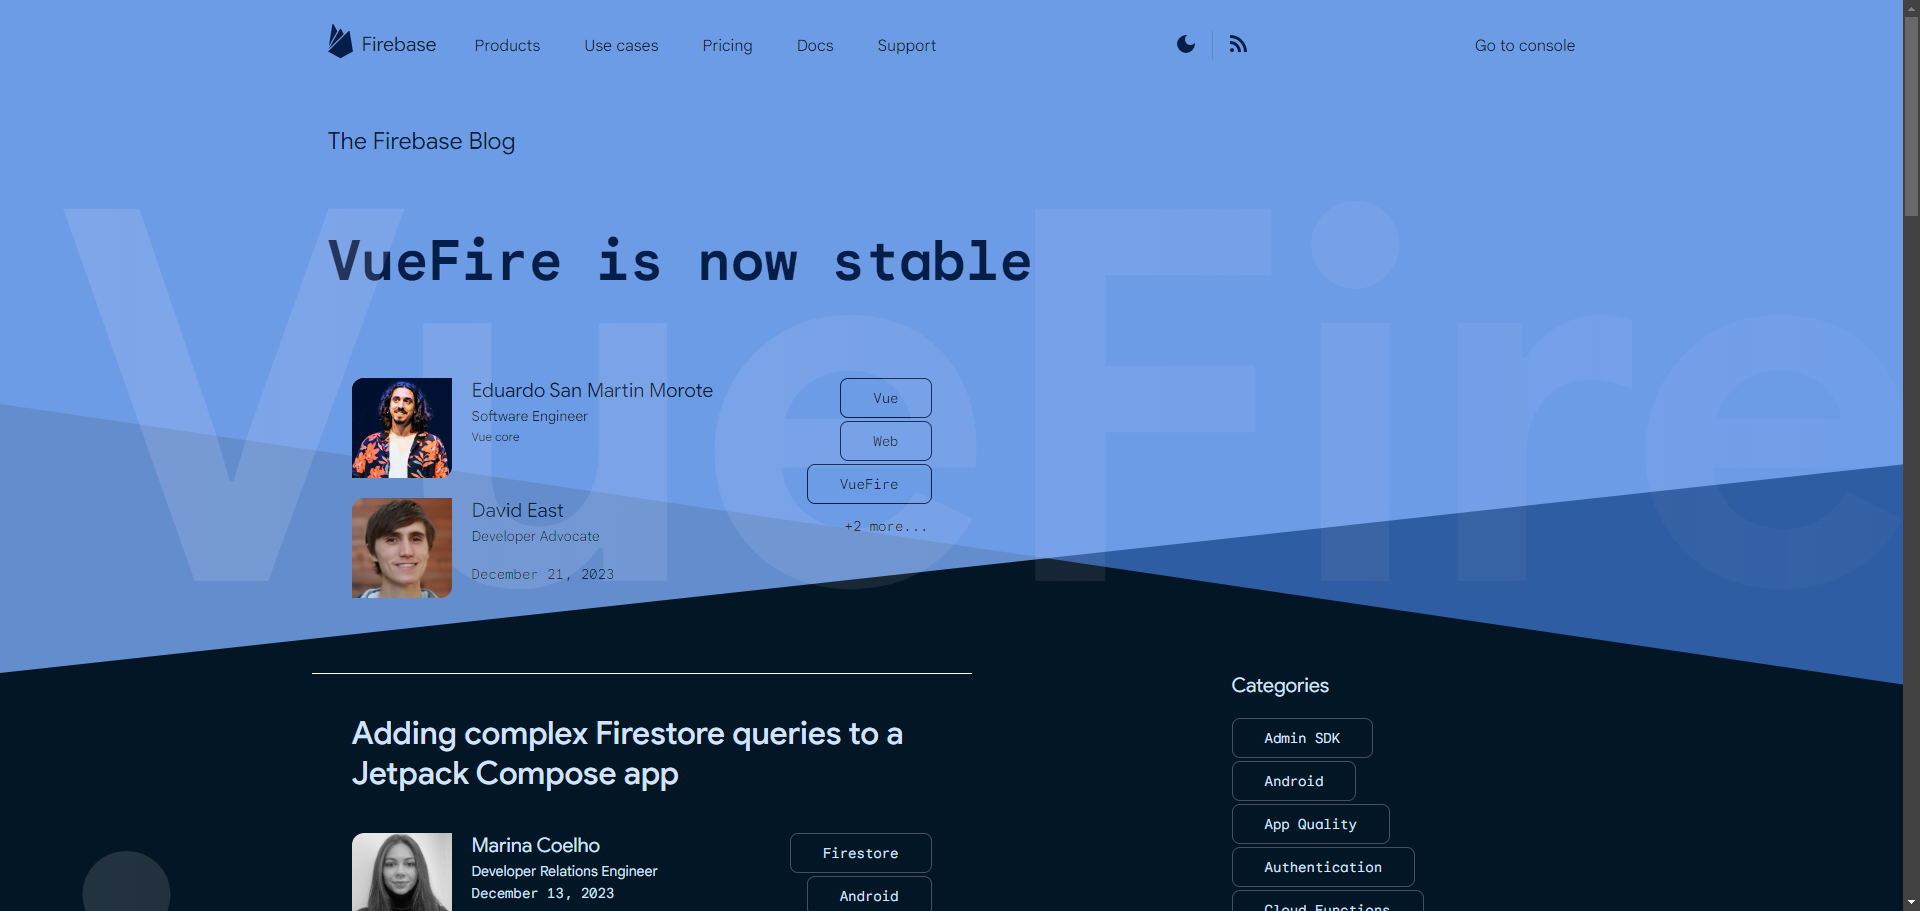 Firebase
Products
Use cases
Pricing
Docs
Support
Go to console
The Firebase Blog
VueFire
VueFire is now stable
Eduardo San Martin Morote
Software Engineer
Vue core
David East
Developer Advocate
December 21, 2023
Vue
Web
VueFire
+2 more...
Adding complex Firestore queries to a
Jetpack Compose app
Marina Coelho
Developer Relations Engineer
December 13, 2023
Firestore
Android
Categories
Admin SDK
Android
App Quality
Authentication
Cloud Functions